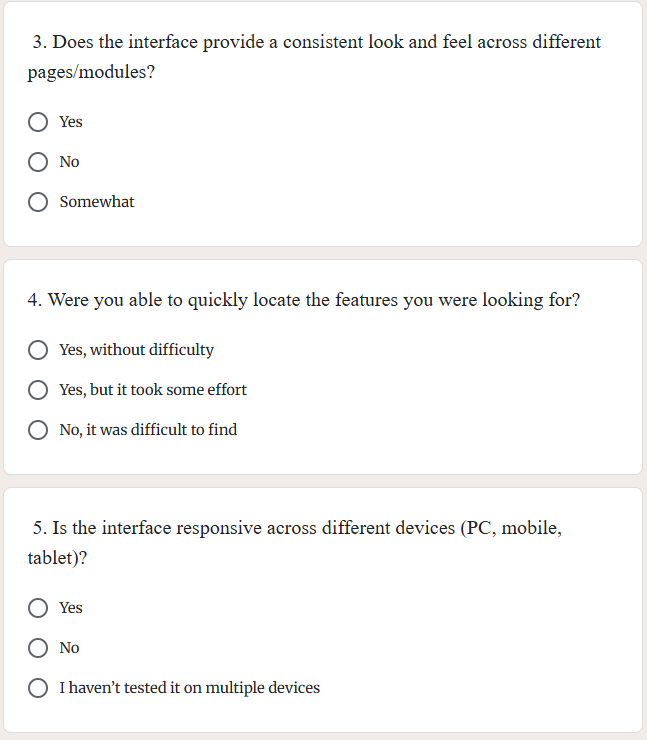 3. Does the interface provide a consistent look and feel across different
pages/modules?
Yes
No
Somewhat
4. Were you able to quickly locate the features you were looking for?
Yes, without difficulty
Yes, but it took some effort
No, it was difficult to find
5. Is the interface responsive across different devices (PC, mobile,
tablet)?
Yes
No
I haven’t tested it on multiple devices